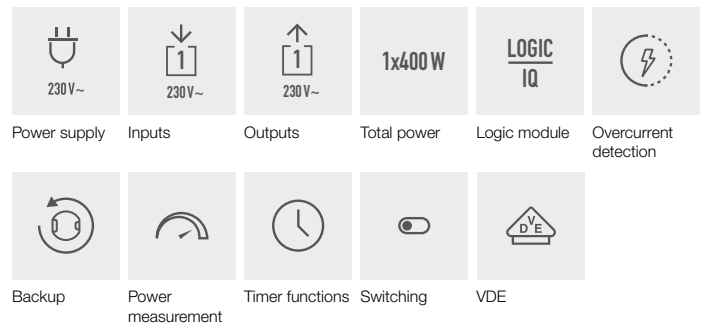 230 V~
Power supply
1
230 V~
Inputs
1
230 V~
Outputs
1x400 W
Total power
LOGIC
IQ
Logic module
Overcurrent
detection
Backup
Power
measurement
Timer functions
Switching
V
D E
VDE